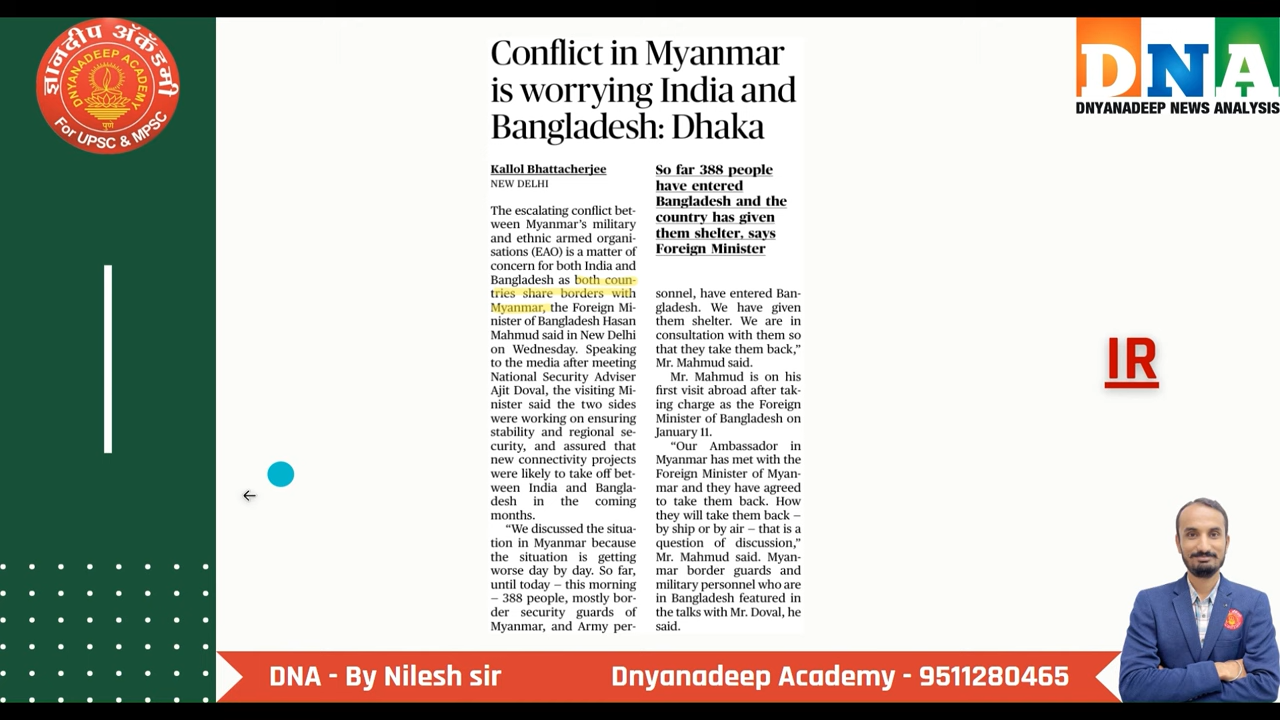 ज्ञानदीप अॅकॅडमी
DNYANADEEP ACADEMY
पुणे
For UPSC & MPSC
DNA
DNYANADEEP NEWS ANALYSIS
Conflict in Myanmar
is worrying India and
Bangladesh: Dhaka
Kallol Bhattacherjee
NEW DELHI
The escalating conflict bet-
ween Myanmar's military
and ethnic armed organi-
sations (EAO) is a matter of
concern for both India and
Bangladesh as both coun-
tries share borders with
Myanmar, the Foreign Mi-
nister of Bangladesh Hasan
Mahmud said in New Delhi
on Wednesday. Speaking
to the media after meeting
National Security Adviser
Ajit Doval, the visiting Mi-
nister said the two sides
were working on ensuring
stability and regional se-
curity, and assured that
new connectivity projects
were likely to take off bet-
ween India and Bangla-
desh in the coming
months.
"We discussed the situa-
tion in Myanmar because
the situation is getting
worse day by day. So far,
until today – this morning
– 388 people, mostly bor-
der security guards of
Myanmar, and Army per-
So far 388 people
have entered
Bangladesh and the
country has given
them shelter, says
Foreign Minister
sonnel, have entered Ban-
gladesh. We have given
them shelter. We are in
consultation with them so
that they take them back,"
Mr. Mahmud said.
Mr. Mahmud is on his
first visit abroad after tak-
ing charge as the Foreign
Minister of Bangladesh on
January 11.
"Our Ambassador in
Myanmar has met with the
Foreign Minister of Myan-
mar and they have agreed
to take them back. How
they will take them back –
by ship or by air – that is a
question of discussion,"
Mr. Mahmud said. Myan-
mar border guards and
military personnel who are
in Bangladesh featured in
the talks with Mr. Doval, he
said.
IR
DNA - By Nilesh sir
Dnyanadeep Academy - 9511280465